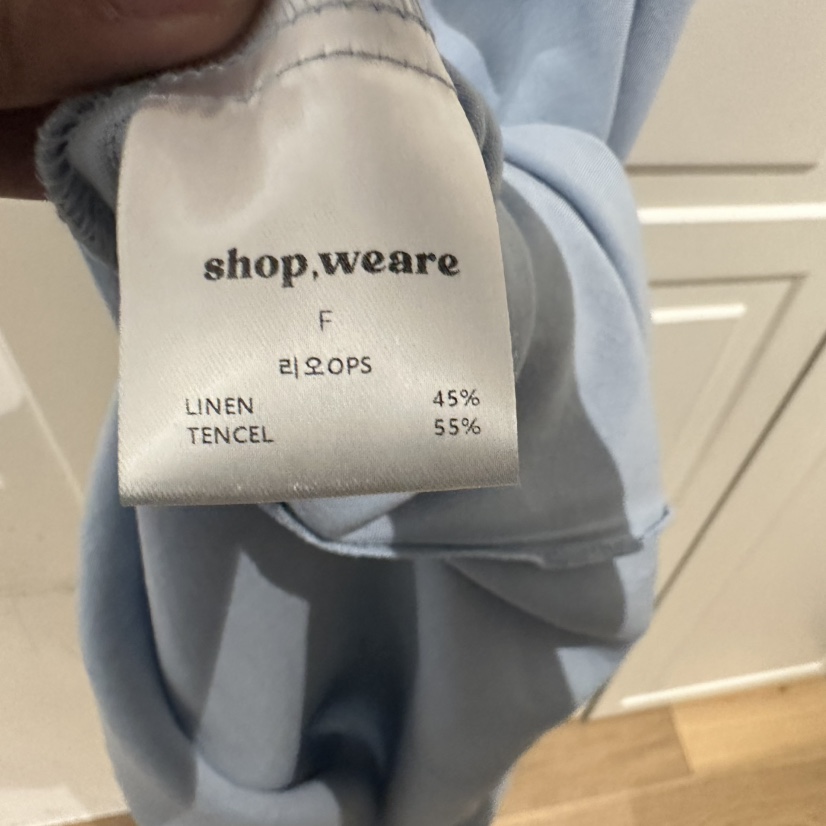 shop,weare
F
리오OPS
LINEN 45%
TENCEL 55%